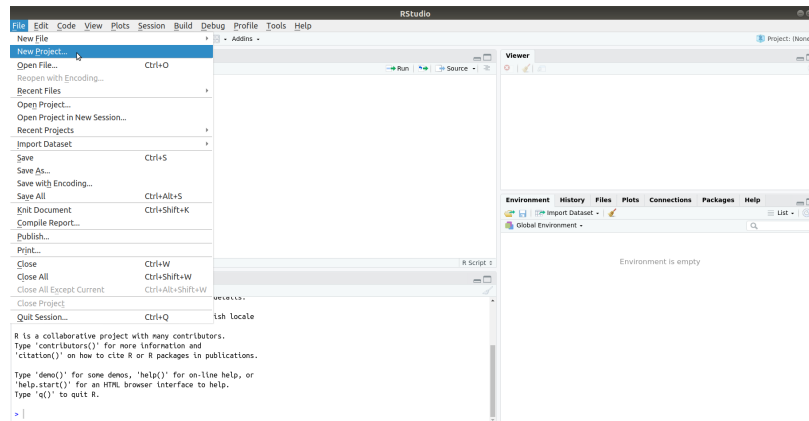 RStudio
File Edit Code View Plots Session Build Debug Profile Tools Help
New File
Addins
Project: (None
New Project...
Viewer
Open File... Ctrl+O
Run Source
Reopen with Encoding...
Recent Files
Open Project...
Open Project in New Session...
Recent Projects
Import Dataset
Save Ctrl+S
Save As...
Save with Encoding...
Save All Ctrl+Alt+S
Environment History Files Plots Connections Packages Help
Knit Document Ctrl+Shift+K
Import Dataset List
Compile Report...
Global Environment
Publish...
Print...
Close Ctrl+W
R Script
Environment is empty
Close All Ctrl+Shift+W
Close All Except Current Ctrl+Alt+Shift+W
details.
Close Project
Quit Session... Ctrl+Q
ish locale
R is a collaborative project with many contributors.
Type 'contributors()' for more information and
'citation()' on how to cite R or R packages in publications.
Type 'demo()' for some demos, 'help()' for on-line help, or
'help.start()' for an HTML browser interface to help.
Type 'q()' to quit R.
>